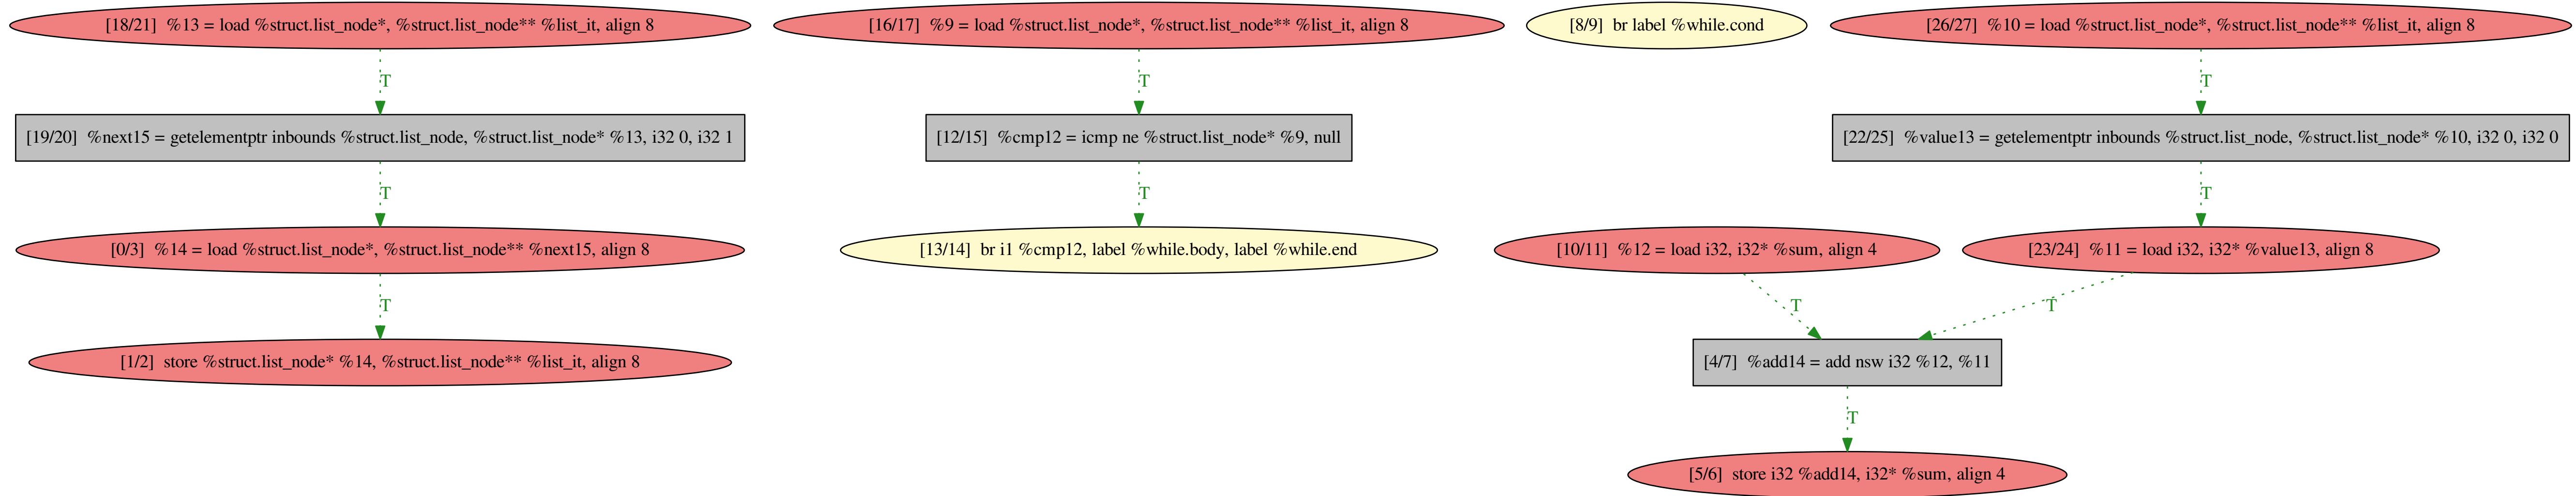 [18/21] %13 = load %struct.list_node*, %struct.list_node** %list_it, align 8
[16/17] %9 = load %struct.list_node*, %struct.list_node** %list_it, align 8
[8/9] br label %while.cond
[26/27] %10 = load %struct.list_node*, %struct.list_node** %list_it, align 8
T
T
T
[19/20] %next15 = getelementptr inbounds %struct.list_node, %struct.list_node* %13, i32 0, i32 1
[12/15] %cmp12 = icmp ne %struct.list_node* %9, null
[22/25] %value13 = getelementptr inbounds %struct.list_node, %struct.list_node* %10, i32 0, i32 0
T
T
T
[0/3] %14 = load %struct.list_node*, %struct.list_node** %next15, align 8
[13/14] br i1 %cmp12, label %while.body, label %while.end
[10/11] %12 = load i32, i32* %sum, align 4
[23/24] %11 = load i32, i32* %value13, align 8
T
T
T
[1/2] store %struct.list_node* %14, %struct.list_node** %list_it, align 8
[4/7] %add14 = add nsw i32 %12, %11
T
[5/6] store i32 %add14, i32* %sum, align 4